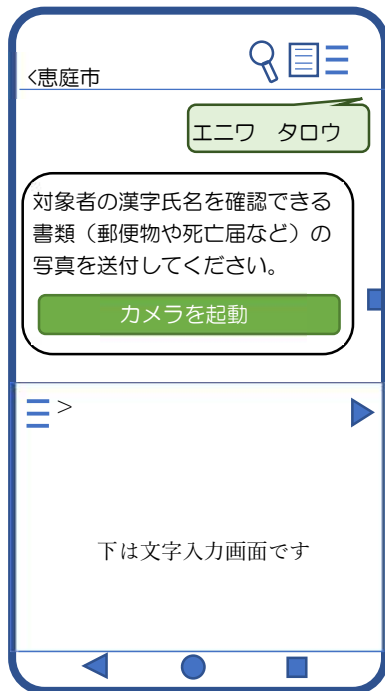 <恵庭市
エニワ　タロウ
対象者の漢字氏名を確認できる
書類（郵便物や死亡届など）の
写真を送付してください。
カメラを起動
>
下は文字入力画面です